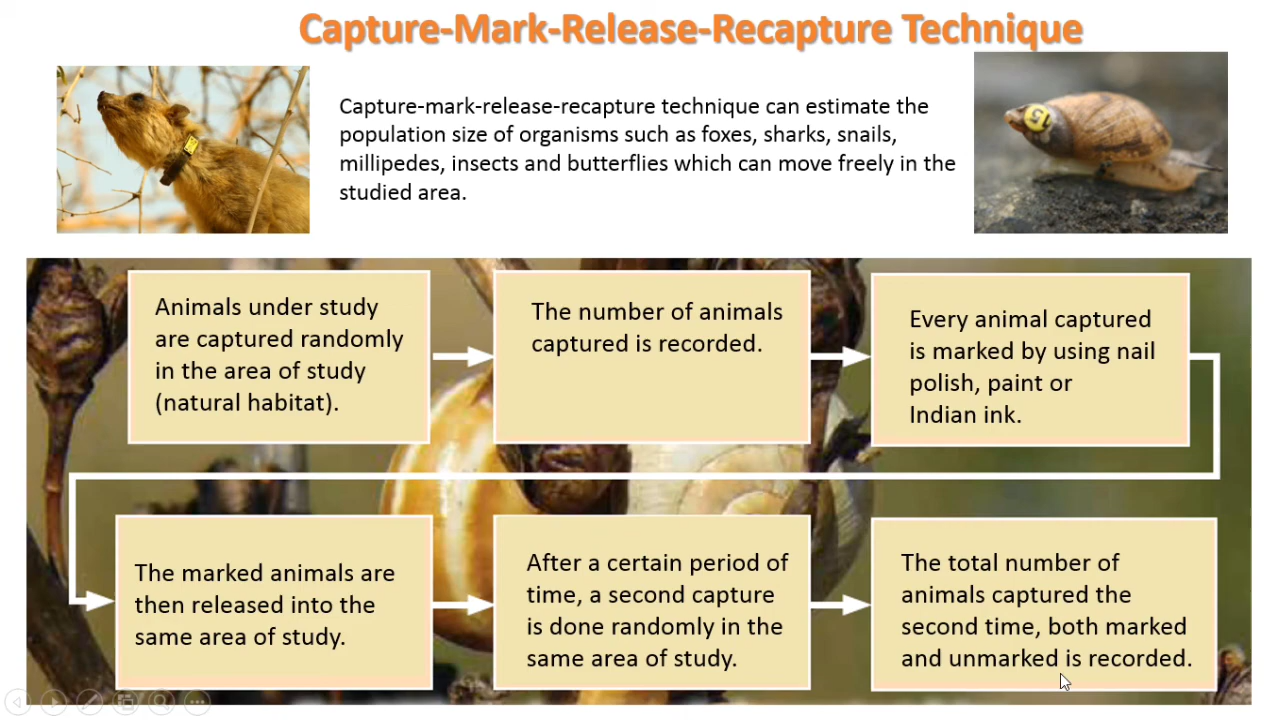 Capture-Mark-Release-Recapture Technique
Capture-mark-release-recapture technique can estimate the
population size of organisms such as foxes, sharks, snails,
millipedes, insects and butterflies which can move freely in the
studied area.
15
Animals under study
are captured randomly
in the area of study
(natural habitat).
The number of animals
captured is recorded.
Every animal captured
is marked by using nail
polish, paint or
Indian ink.
The marked animals are
then released into the
same area of study.
After a certain period of
time, a second capture
is done randomly in the
same area of study.
The total number of
animals captured the
second time, both marked
and unmarked is recorded.